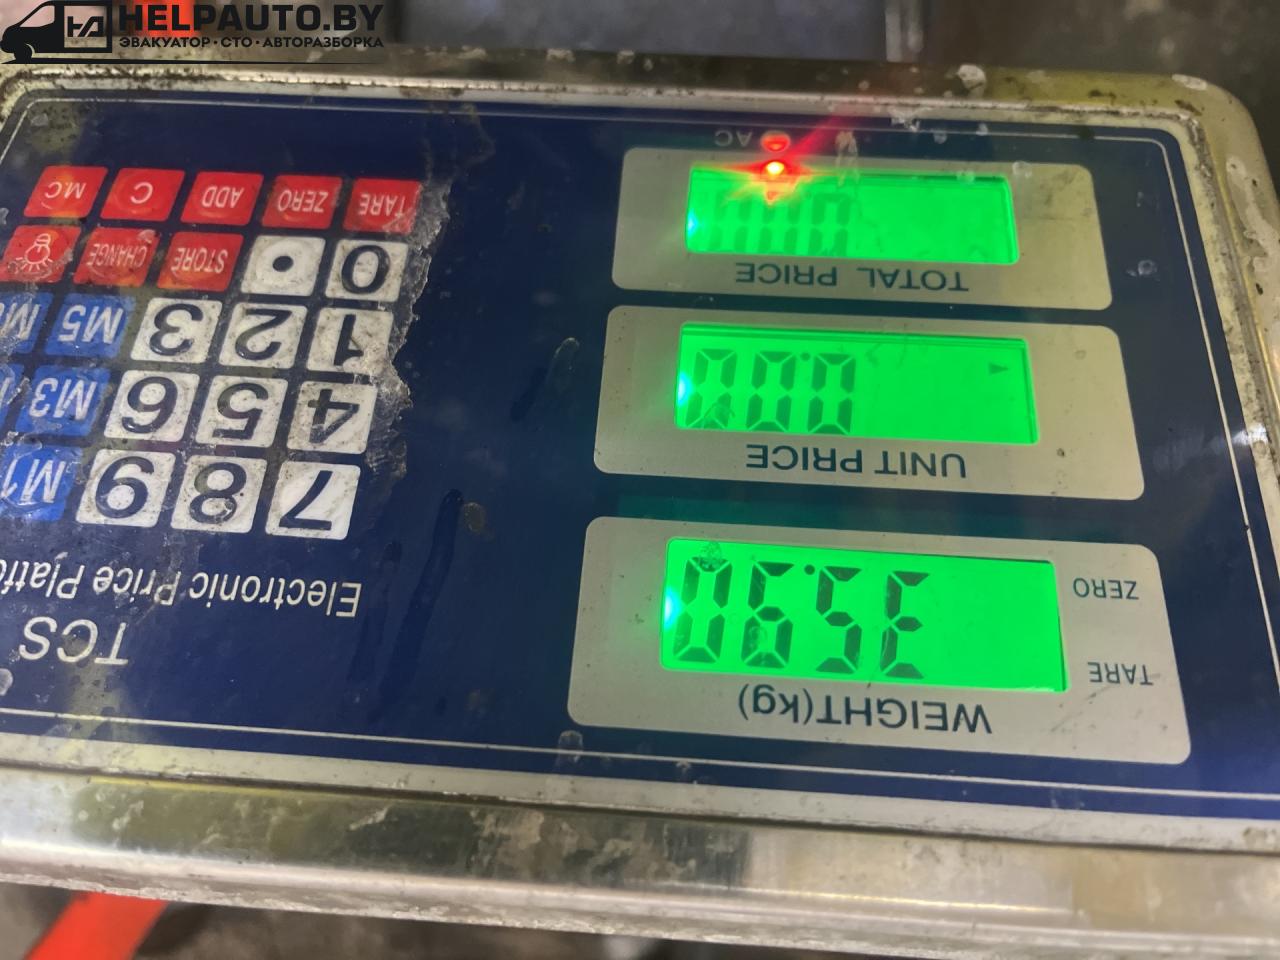 HELPAUTO.BY
ЭВАКУАТОР·СТО·АВТОРАЗБОРКА
WEIGHT(kg)
TARE
ZERO
35.90
UNIT PRICE
0.00
TOTAL PRICE
AC
TCS
Electronic Price
7 8 9 M1
4 5 6 M3
1 2 3 M5
0 • STORE CHANGE
TARE ZERO ADD C M.C